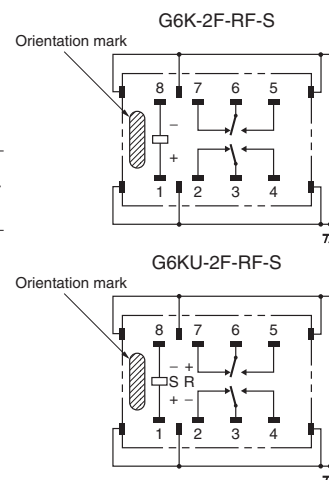 G6K-2F-RF-S
Orientation mark
8 7 6 5
−
+
1 2 3 4
G6KU-2F-RF-S
Orientation mark
8 7 6 5
− +
S R
+ −
1 2 3 4